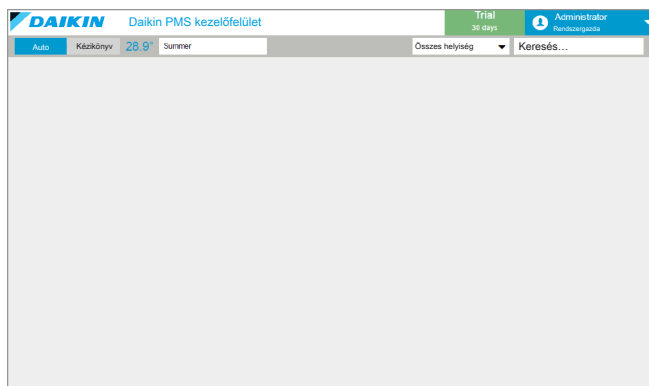 DAIKIN Daikin PMS kezelőfelület Trial Administrator
30 days Rendszergazda
Auto Kézikönyv 28.9° Summer Összes helyiség Keresés...